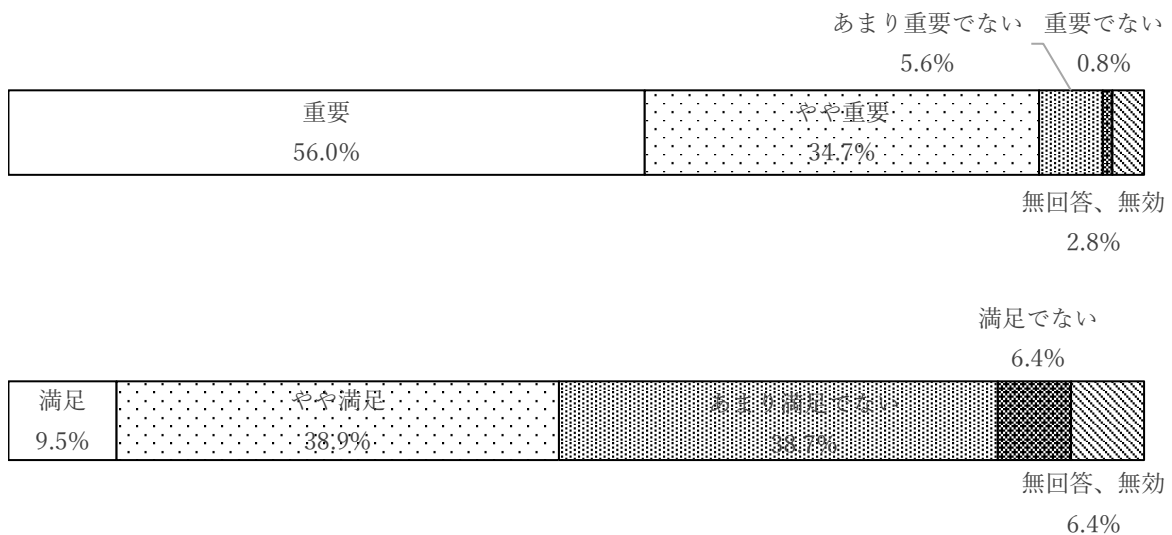 あまり重要でない 重要でない
5.6% 0.8%
重要 やや重要
56.0% 34.7%
無回答、無効
2.8%
満足でない
6.4%
満足 やや満足 あまり満足でない
9.5% 38.9% 38.7%
無回答、無効
6.4%